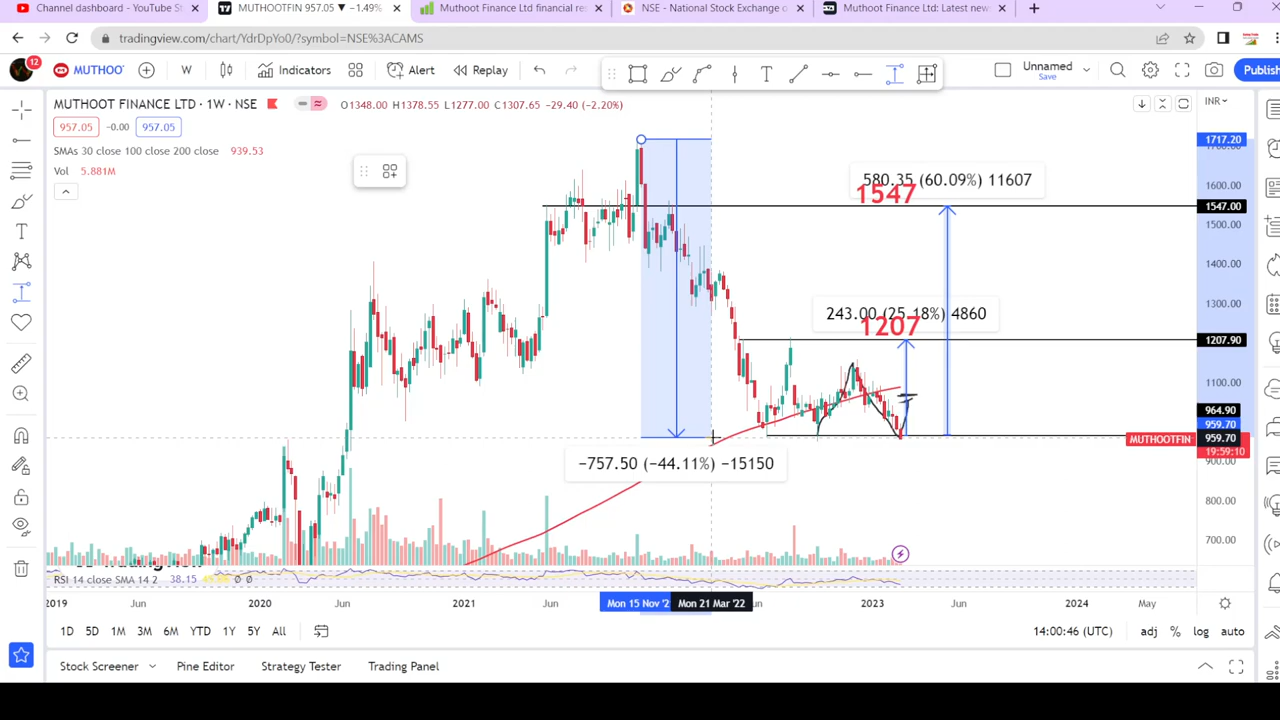 Channel dashboard - YouTube St
MUTHOOTFIN 957.05 ▼ −1.49%
Muthoot Finance Ltd financial re
NSE - National Stock Exchange o
Muthoot Finance Ltd: Latest new
tradingview.com/chart/YdrDpYo0/?symbol=NSE%3ACAMS
12
MUTHOO
W
Indicators
Alert
Replay
Unnamed
Save
Publish
MUTHOOT FINANCE LTD · 1W · NSE
O1348.00 H1378.55 L1277.00 C1307.65 −29.40 (−2.20%)
INR
957.05
-0.00
957.05
SMAs 30 close 100 close 200 close 939.53
Vol 5.881M
1717.20
1600.00
1547.00
1500.00
1400.00
1300.00
1207.90
1100.00
964.90
959.70
959.70
19:59:10
900.00
800.00
700.00
580.35 (60.09%) 11607
1547
243.00 (25.18%) 4860
1207
MUTHOOTFIN
−757.50 (−44.11%) −15150
RSI 14 close SMA 14 2 38.15
2019
Jun
2020
Jun
2021
Jun
Mon 15 Nov '2
Mon 21 Mar '22
2023
Jun
2024
May
1D 5D 1M 3M 6M YTD 1Y 5Y All
14:00:46 (UTC)
adj % log auto
Stock Screener
Pine Editor
Strategy Tester
Trading Panel